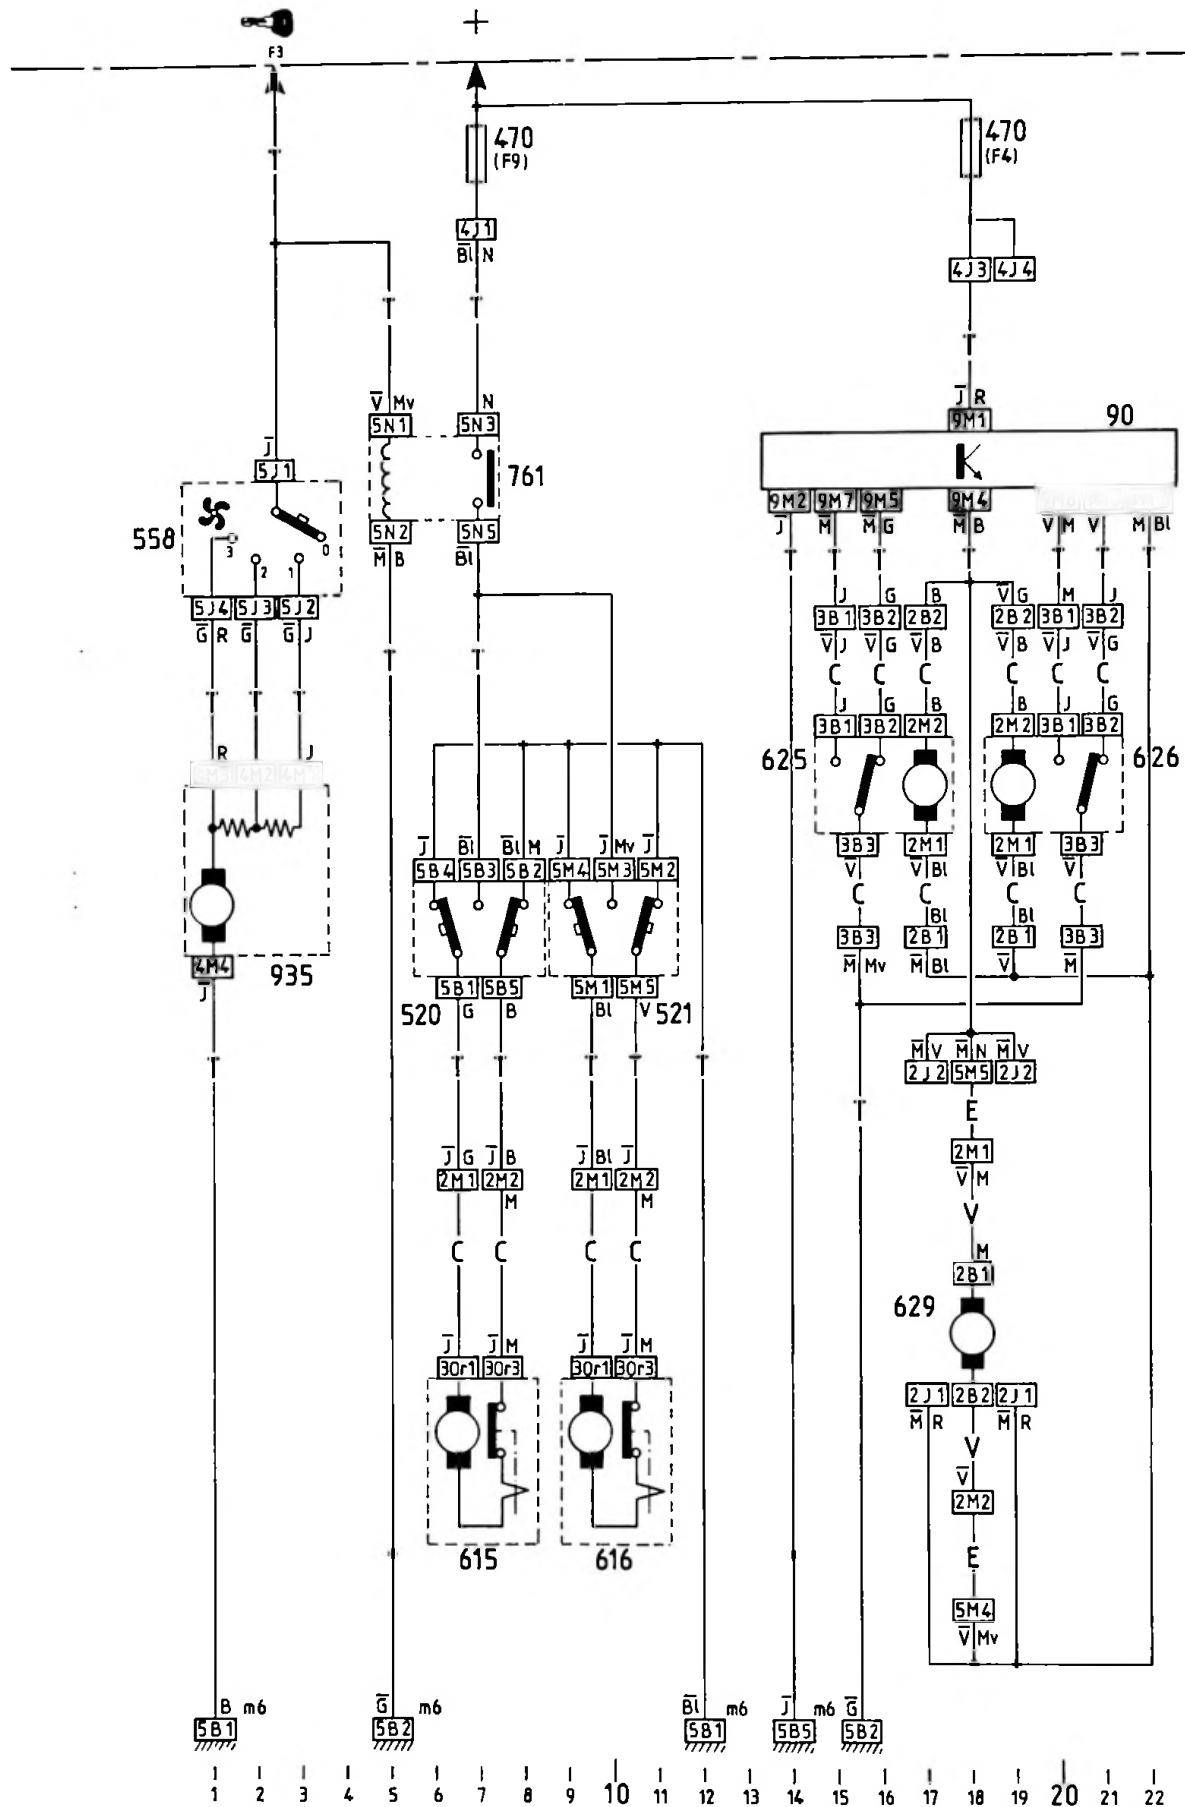 F3
+
470
(F9)
470
(F4)
4J1
Bl N
4J3 4J4
V Mv
N
J R
5N1
5N3
9M1
90
J
5J1
761
9M2 9M7 9M5 9M4
558
3 2 1 0
5N2
5N5
J M M G M B V M V M Bl
M B
Bl
5J4 5J3 5J2
G R G G J
J G B V G M J
3B1 3B2 2B2 2B2 3B1 3B2
V J V G V B V B V J V G
C C C C C C
J G B B J G
3B1 3B2 2M2 2M2 3B1 3B2
R J
4M2
625
626
3B3 2M1 2M1 3B3
V V Bl V Bl V
J Bl Bl M J J Mv J
5B4 5B3 5B2 5M4 5M3 5M2
C C C C
Bl Bl
3B3 2B1 2B1 3B3
M Mv M Bl V M
4M4
935
J
5B1 5B5 5M1 5M5
520
521
G B Bl V
M V M N M V
2J2 5M5 2J2
E
J G J B J Bl J
2M1 2M2 2M1 2M2
M M
2M1
V M
V
C C C C
M
2B1
629
J J M J J M
3Or1 3Or3 3Or1 3Or3
2J1 2B2 2J1
M R M R
V
V
2M2
615
616
E
5M4
V Mv
B m6
G m6
Bl m6
J m6
G
5B1
5B2
5B1
5B5
5B2
1 2 3 4 5 6 7 8 9 10 11 12 13 14 15 16 17 18 19 20 21 22